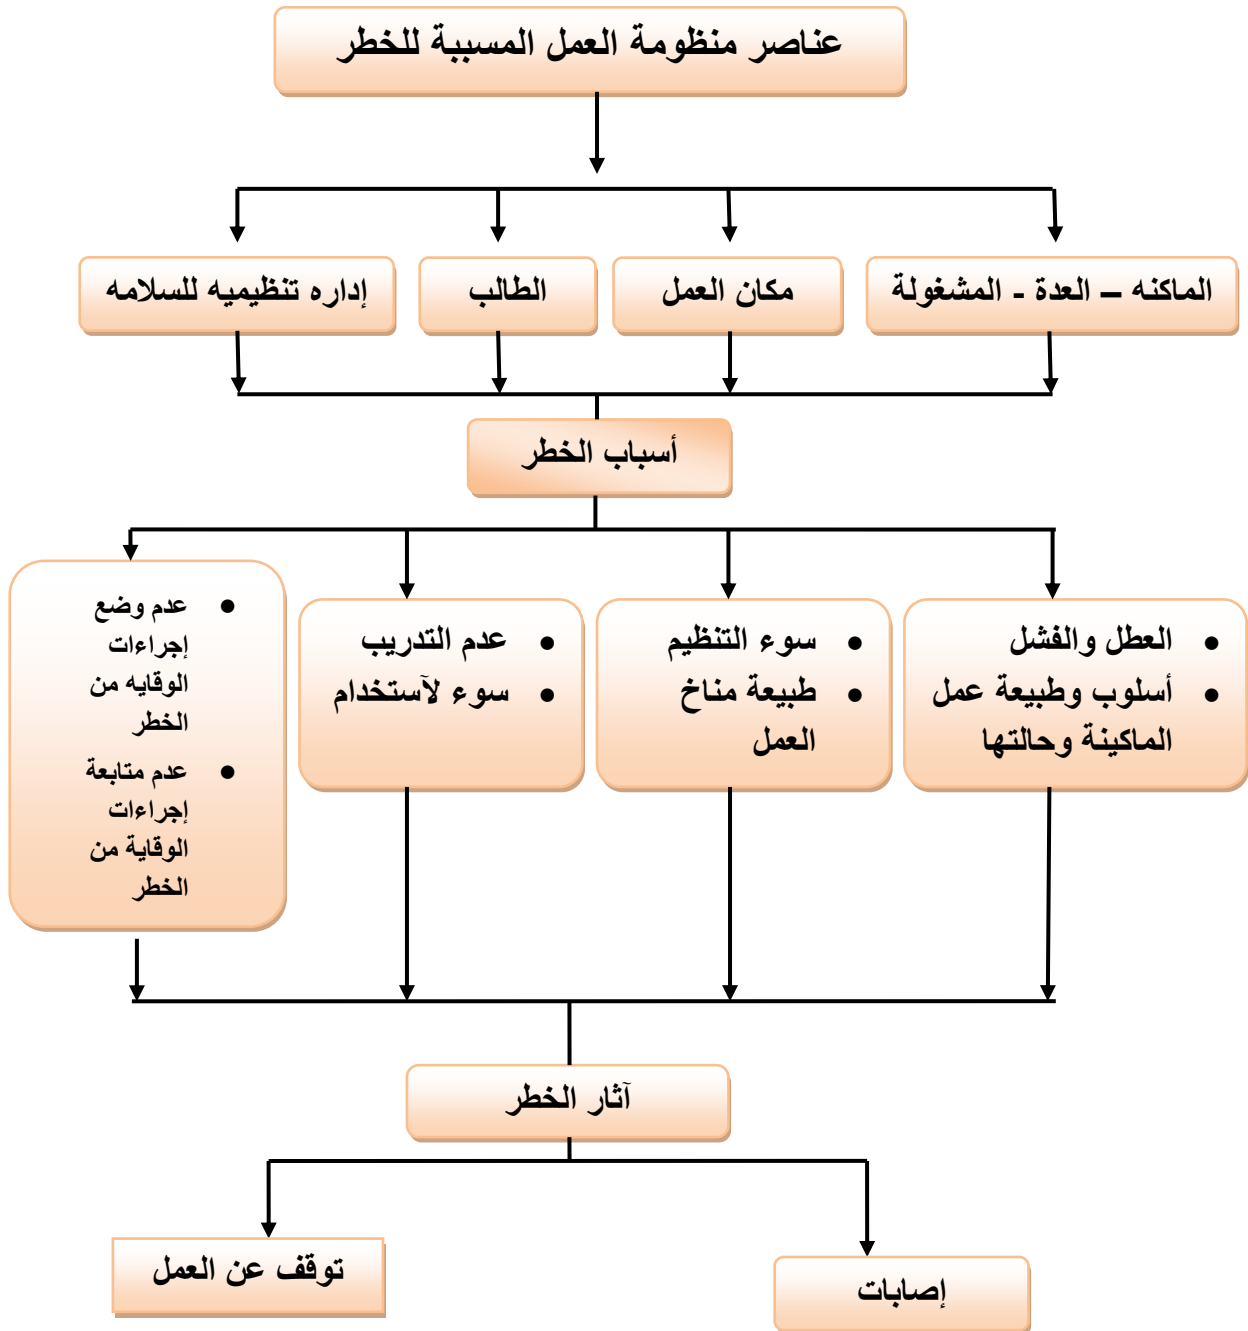 عناصر منظومة العمل المسببة للخطر
الماكنه – العدة - المشغولة
مكان العمل
الطالب
إداره تنظيميه للسلامه
أسباب الخطر
• العطل والفشل
• أسلوب وطبيعة عمل
الماكينة وحالتها
• سوء التنظيم
• طبيعة مناخ
العمل
• عدم التدريب
• سوء لآستخدام
• عدم وضع
إجراءات
الوقايه من
الخطر
• عدم متابعة
إجراءات
الوقاية من
الخطر
آثار الخطر
إصابات
توقف عن العمل